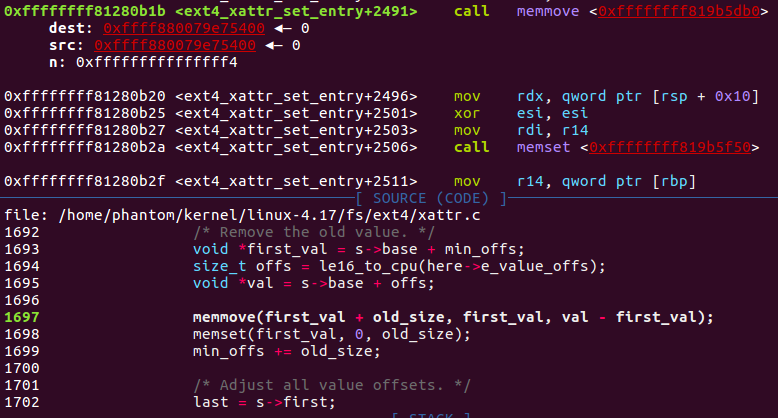 0xffffffff81280b1b <ext4_xattr_set_entry+2491> call memmove <0xffffffff819b5db0>
dest: 0xffff880079e75400 ◂— 0
src: 0xffff880079e75400 ◂— 0
n: 0xfffffffffffffff4
0xffffffff81280b20 <ext4_xattr_set_entry+2496> mov rdx, qword ptr [rsp + 0x10]
0xffffffff81280b25 <ext4_xattr_set_entry+2501> xor esi, esi
0xffffffff81280b27 <ext4_xattr_set_entry+2503> mov rdi, r14
0xffffffff81280b2a <ext4_xattr_set_entry+2506> call memset <0xffffffff819b5f50>
0xffffffff81280b2f <ext4_xattr_set_entry+2511> mov r14, qword ptr [rbp]
[ SOURCE (CODE) ]
file: /home/phantom/kernel/linux-4.17/fs/ext4/xattr.c
1692 /* Remove the old value. */
1693 void *first_val = s->base + min_offs;
1694 size_t offs = le16_to_cpu(here->e_value_offs);
1695 void *val = s->base + offs;
1696
1697 memmove(first_val + old_size, first_val, val - first_val);
1698 memset(first_val, 0, old_size);
1699 min_offs += old_size;
1700
1701 /* Adjust all value offsets. */
1702 last = s->first;
[ STACK ]